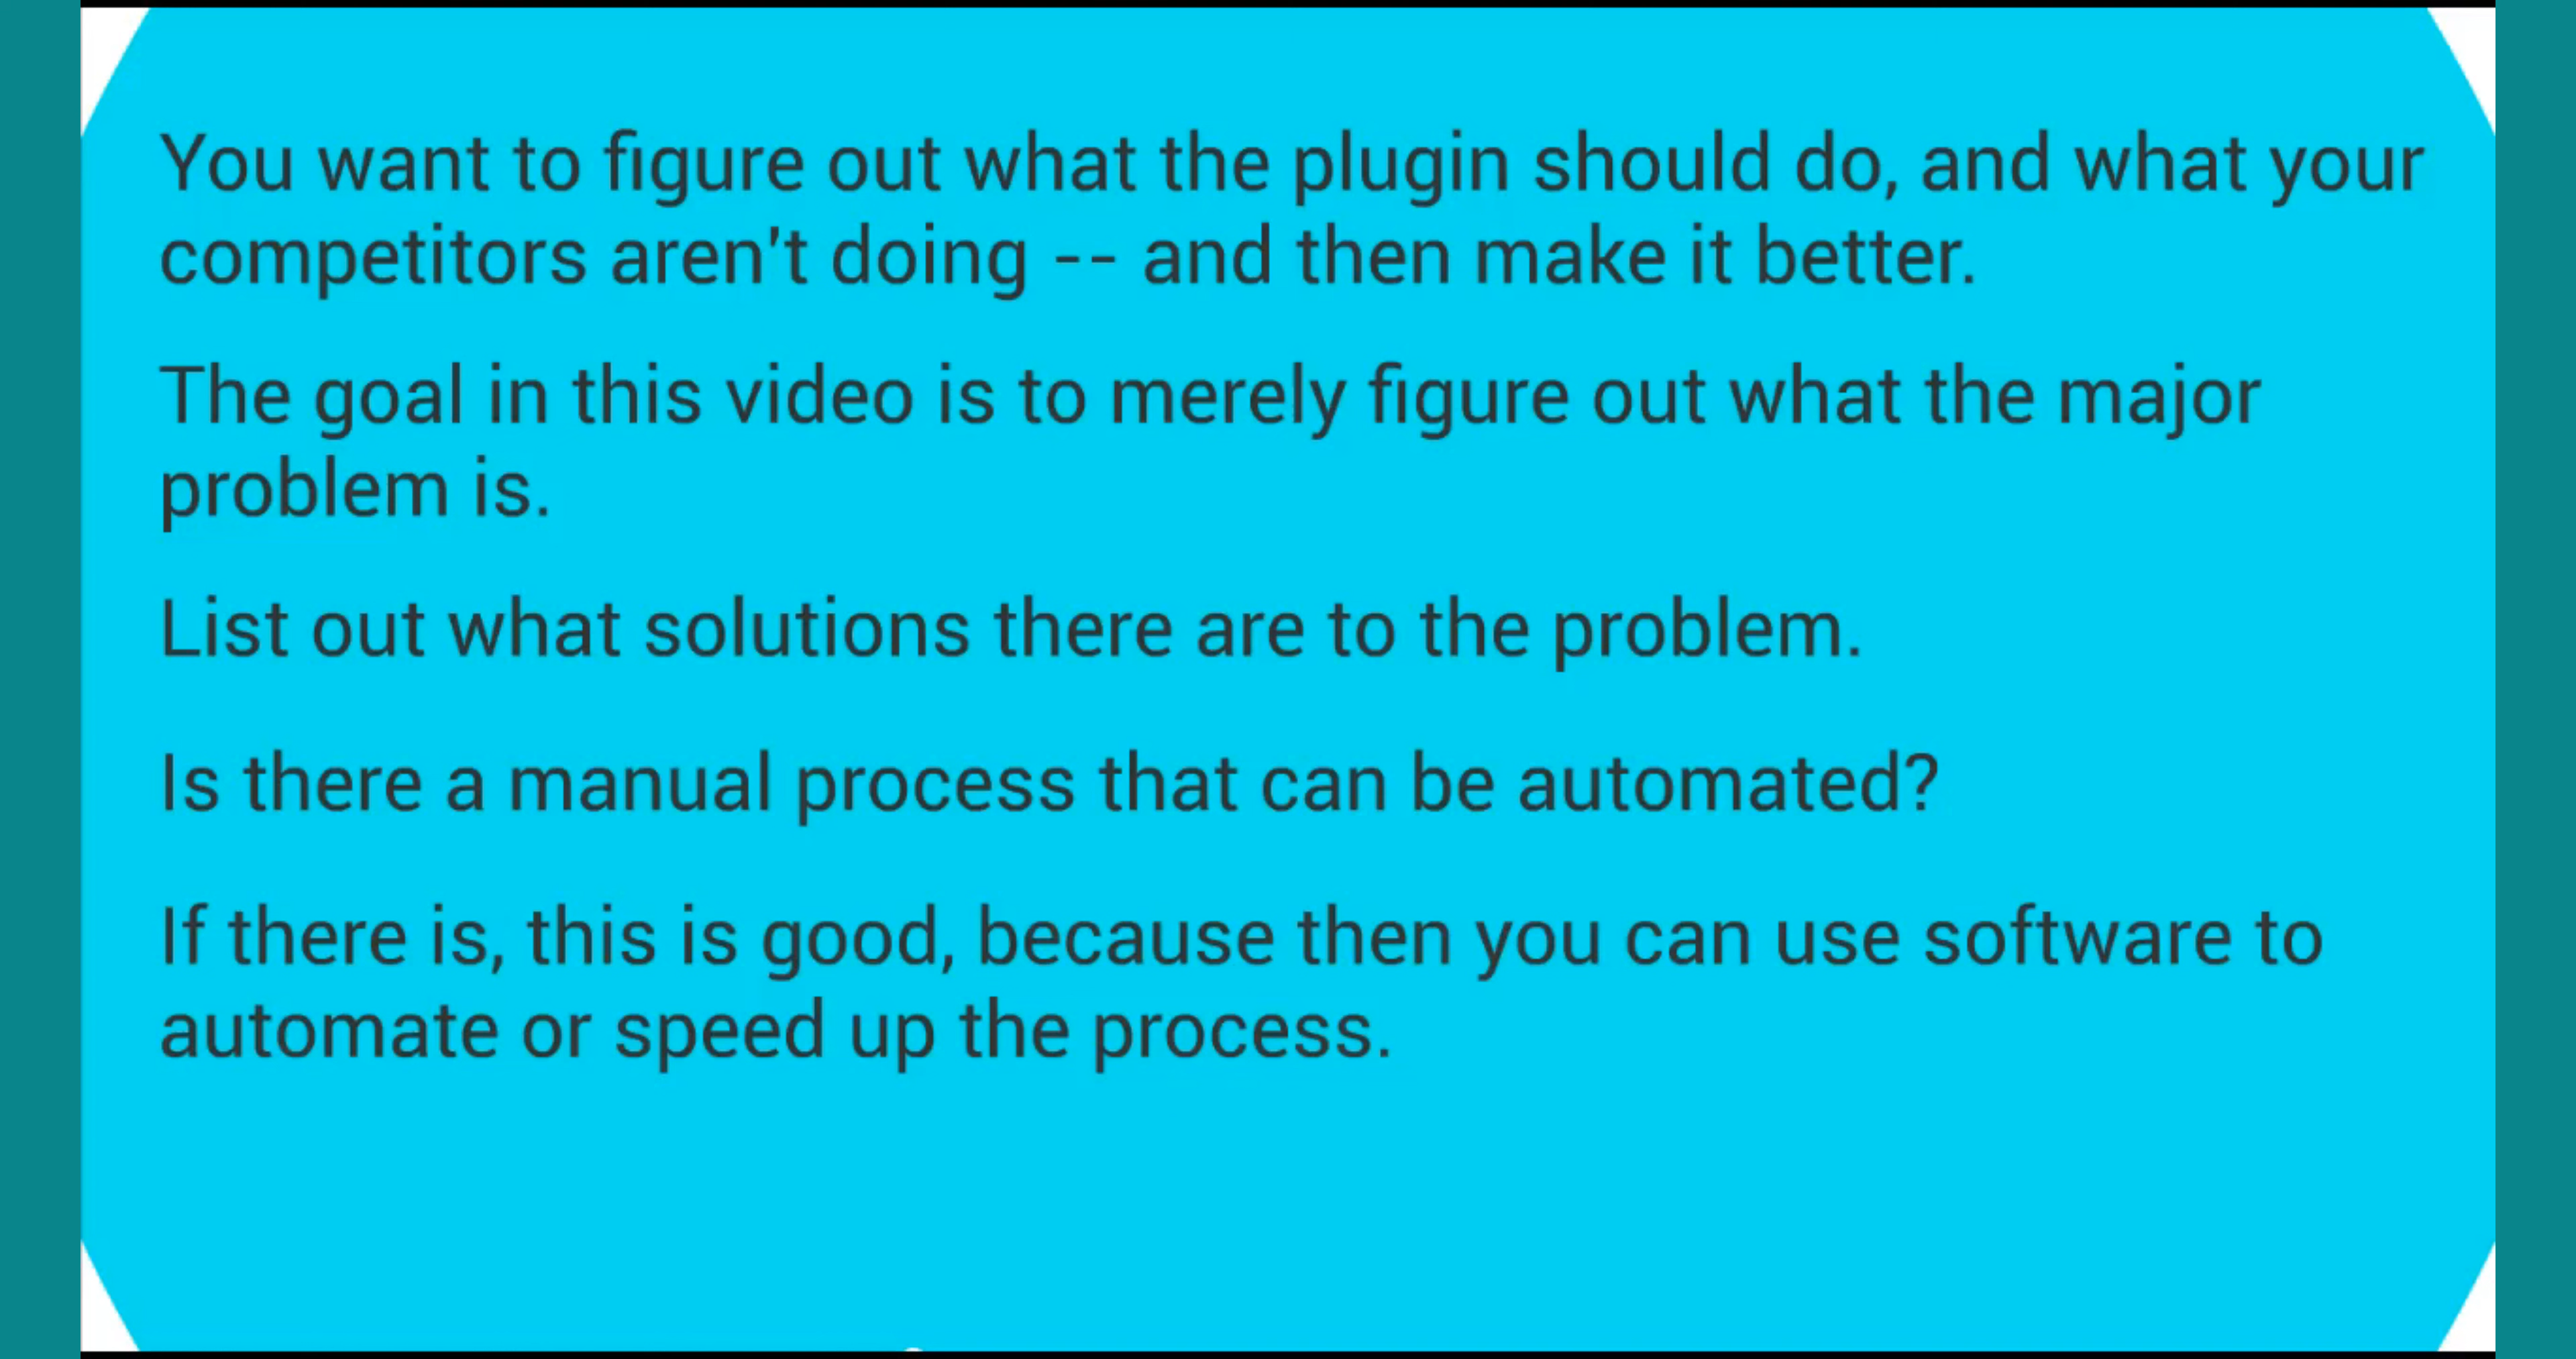 You want to figure out what the plugin should do, and what your
competitors aren't doing -- and then make it better.
The goal in this video is to merely figure out what the major
problem is.
List out what solutions there are to the problem.
Is there a manual process that can be automated?
If there is, this is good, because then you can use software to
automate or speed up the process.